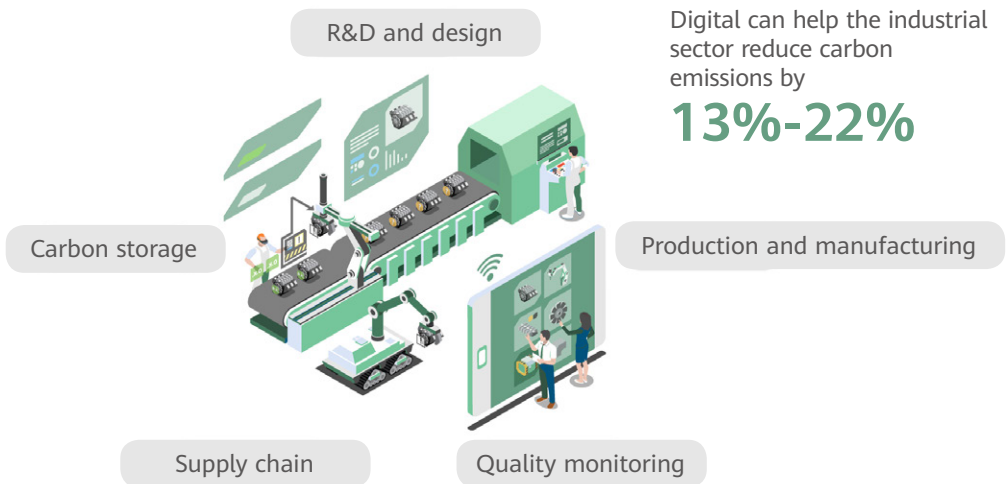 R&D and design
Digital can help the industrial
sector reduce carbon
emissions by
13%-22%
Carbon storage
Production and manufacturing
Supply chain
Quality monitoring